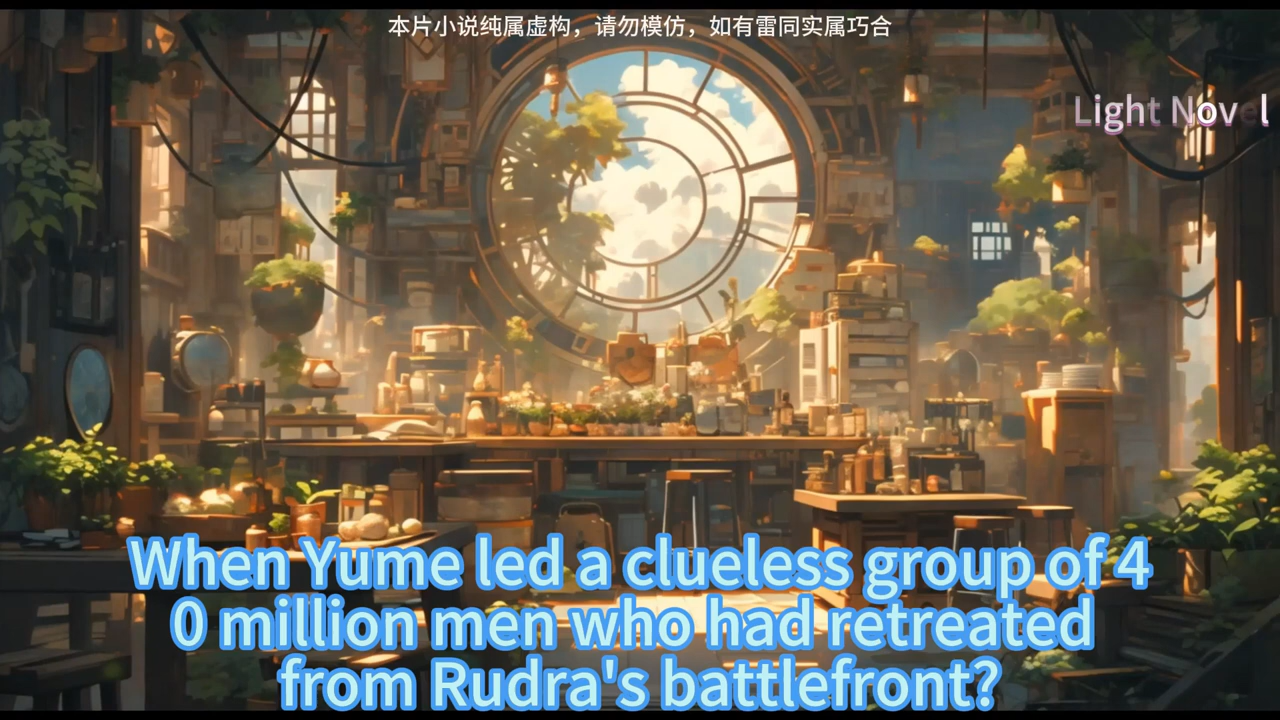 本片小说纯属虚构，请勿模仿，如有雷同实属巧合
Light Novel
When Yume led a clueless group of 4
0 million men who had retreated
from Rudra's battlefront?